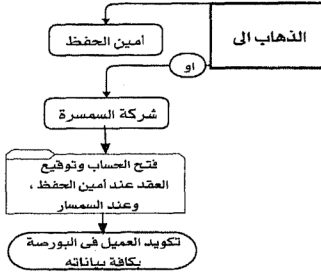 الذهاب الى
أمين الحفظ
او
شركة السمسرة
فتح الحساب وتوقيع
العقد عند أمين الحفظ ،
وعند السمسار
تكويد العميل فى البورصة
بكافة بياناته